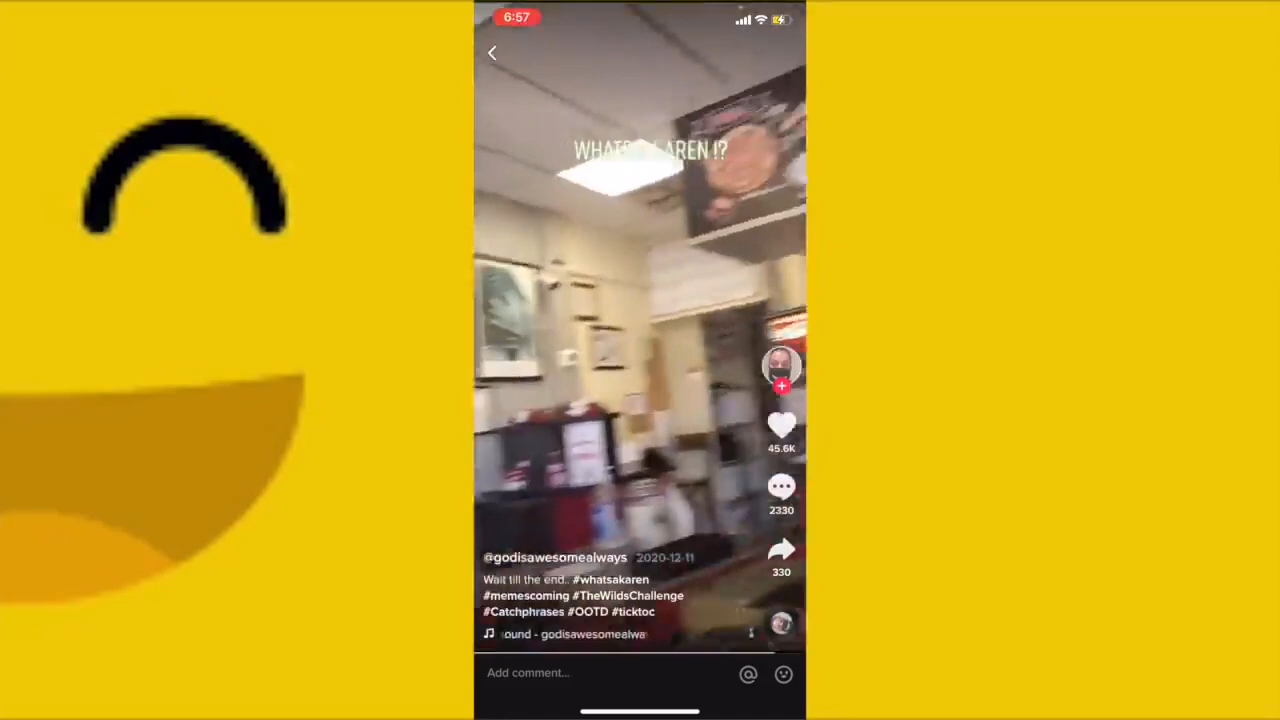 6:57
WHATS A KAREN !?
45.6K
2330
330
@godisawesomealways 2020-12-11
Wait till the end.. #whatsakaren
#memescoming #TheWildsChallenge
#Catchphrases #OOTD #ticktoc
ound - godisawesomealwa
Add comment...